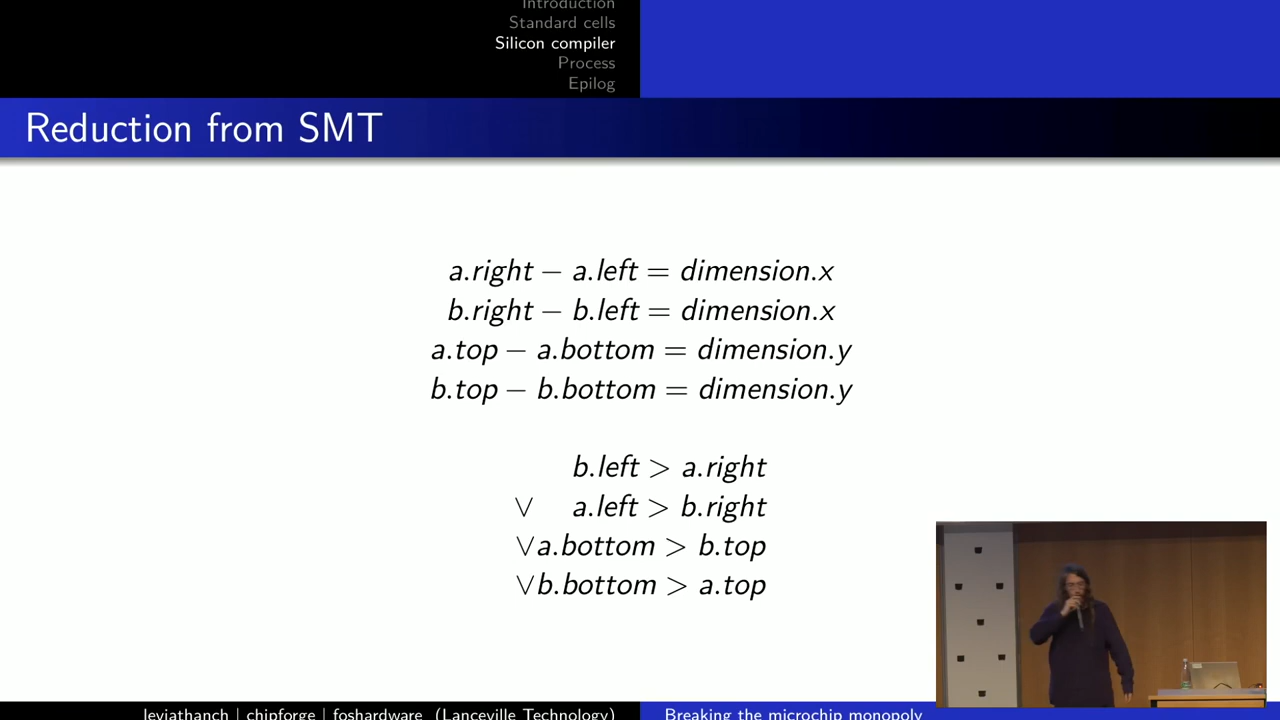 Introduction
Standard cells
Silicon compiler
Process
Epilog
Reduction from SMT
a.right − a.left = dimension.x
b.right − b.left = dimension.x
a.top − a.bottom = dimension.y
b.top − b.bottom = dimension.y
b.left > a.right
∨ a.left > b.right
∨a.bottom > b.top
∨b.bottom > a.top
leviathanch | chipforge | foshardware (Lanceville Technology)
Breaking the microchip monopoly